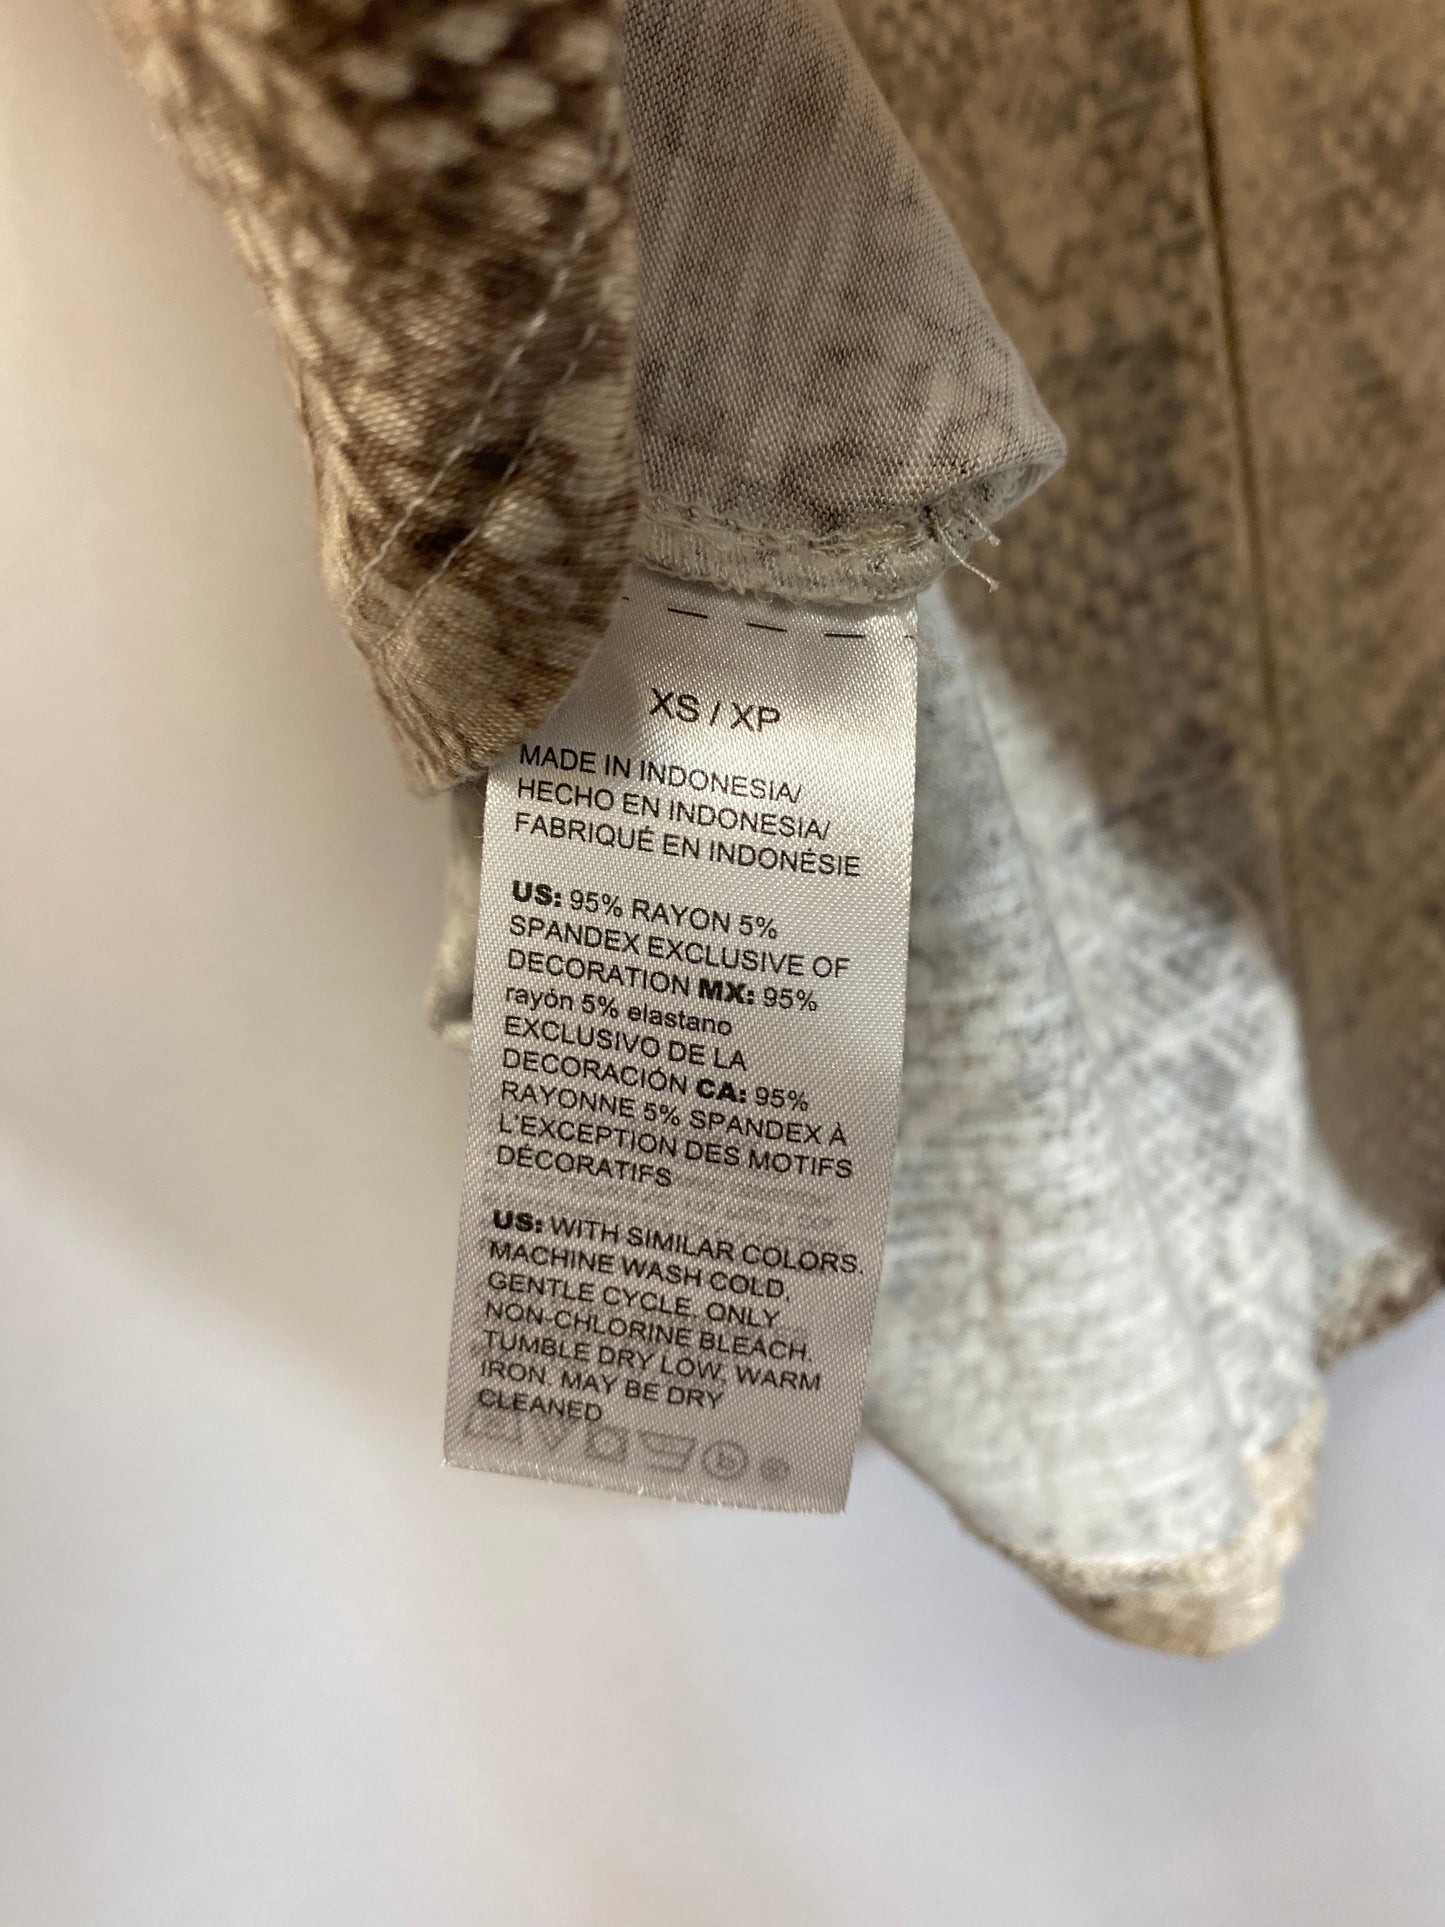 XS / XP
MADE IN INDONESIA/
HECHO EN INDONESIA/
FABRIQUÉ EN INDONÉSIE
US: 95% RAYON 5%
SPANDEX EXCLUSIVE OF
DECORATION MX: 95%
rayón 5% elastano
EXCLUSIVO DE LA
DECORACIÓN CA: 95%
RAYONNE 5% SPANDEX À
L'EXCEPTION DES MOTIFS
DÉCORATIFS
US: WITH SIMILAR COLORS.
MACHINE WASH COLD.
GENTLE CYCLE. ONLY
NON-CHLORINE BLEACH.
TUMBLE DRY LOW, WARM
IRON. MAY BE DRY
CLEANED